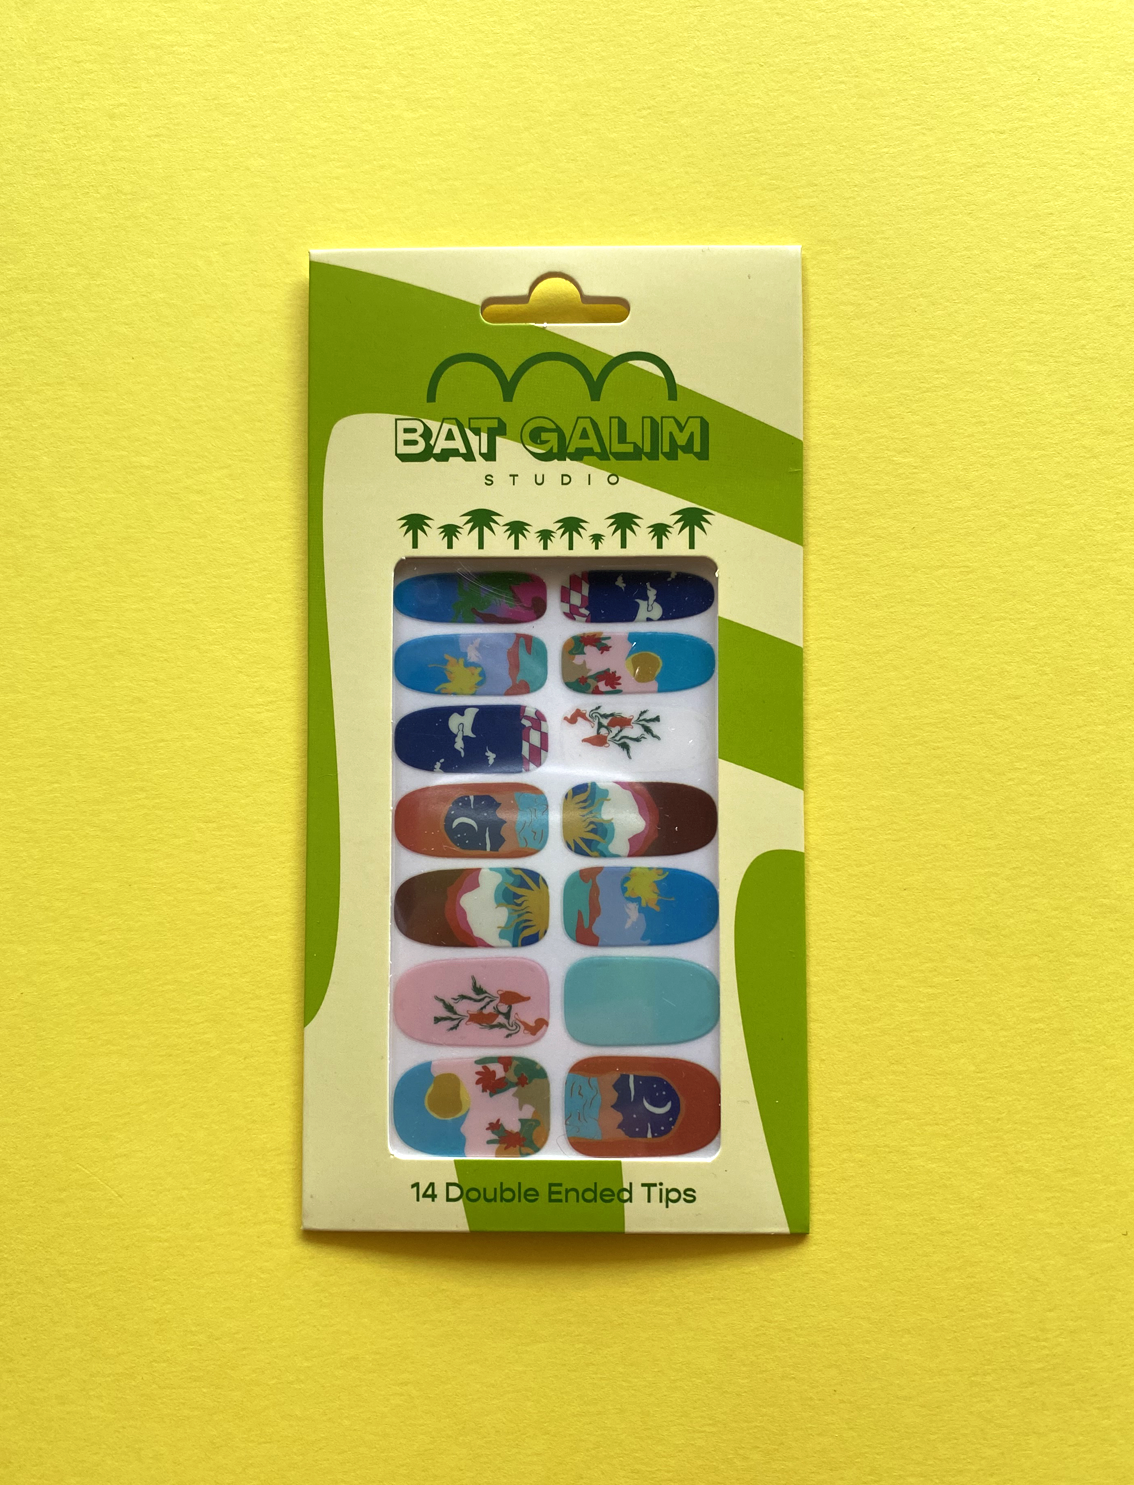 BAT GALIM
STUDIO
14 Double Ended Tips